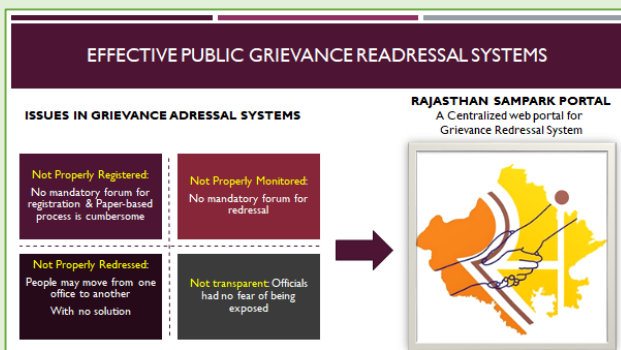 EFFECTIVE PUBLIC GRIEVANCE READRESSAL SYSTEMS
ISSUES IN GRIEVANCE ADRESSAL SYSTEMS
Not Properly Registered:
No mandatory forum for
registration & Paper-based
process is cumbersome
Not Properly Monitored:
No mandatory forum for
redressal
Not Properly Redressed:
People may move from one
office to another
With no solution
Not transparent: Officials
had no fear of being
exposed
RAJASTHAN SAMPARK PORTAL
A Centralized web portal for
Grievance Redressal System